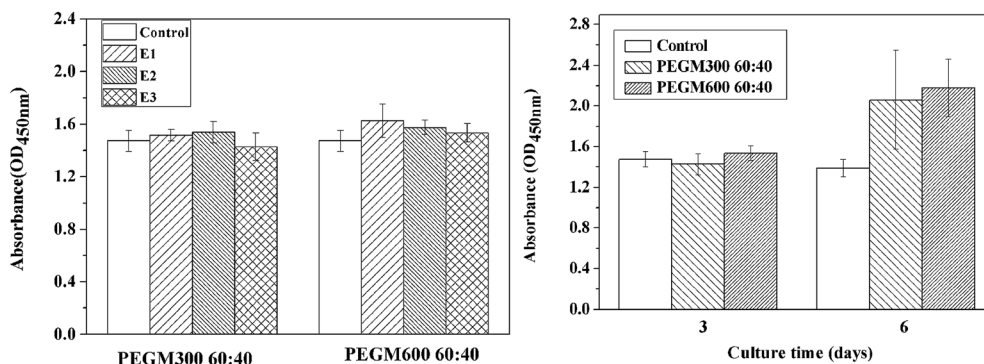 Absorbance(OD450nm)
2.4
2.0
1.6
1.2
0.8
0.4
0.0
Control
E1
E2
E3
PEGM300 60:40
PEGM600 60:40
Absorbance (OD450nm)
2.8
2.4
2.0
1.6
1.2
0.8
0.4
0.0
Control
PEGM300 60:40
PEGM600 60:40
3
6
Culture time (days)